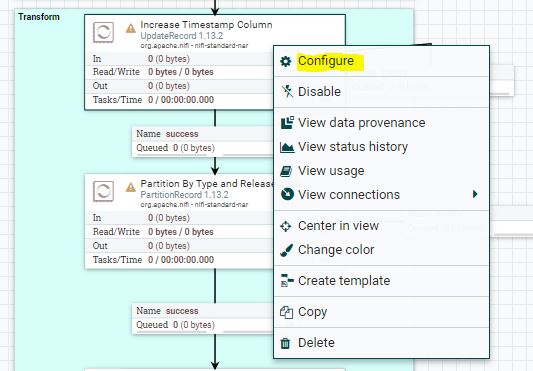 Transform
Increase Timestamp Column
UpdateRecord 1.13.2
org.apache.nifi - nifi-standard-nar
In 0 (0 bytes)
Read/Write 0 bytes / 0 bytes
Out 0 (0 bytes)
Tasks/Time 0 / 00:00:00.000
Name success
Queued 0 (0 bytes)
Partition By Type and Release
PartitionRecord 1.13.2
org.apache.nifi - nifi-standard-nar
In 0 (0 bytes)
Read/Write 0 bytes / 0 bytes
Out 0 (0 bytes)
Tasks/Time 0 / 00:00:00.000
Name success
Queued 0 (0 bytes)
Configure
Disable
View data provenance
View status history
View usage
View connections
Center in view
Change color
Create template
Copy
Delete